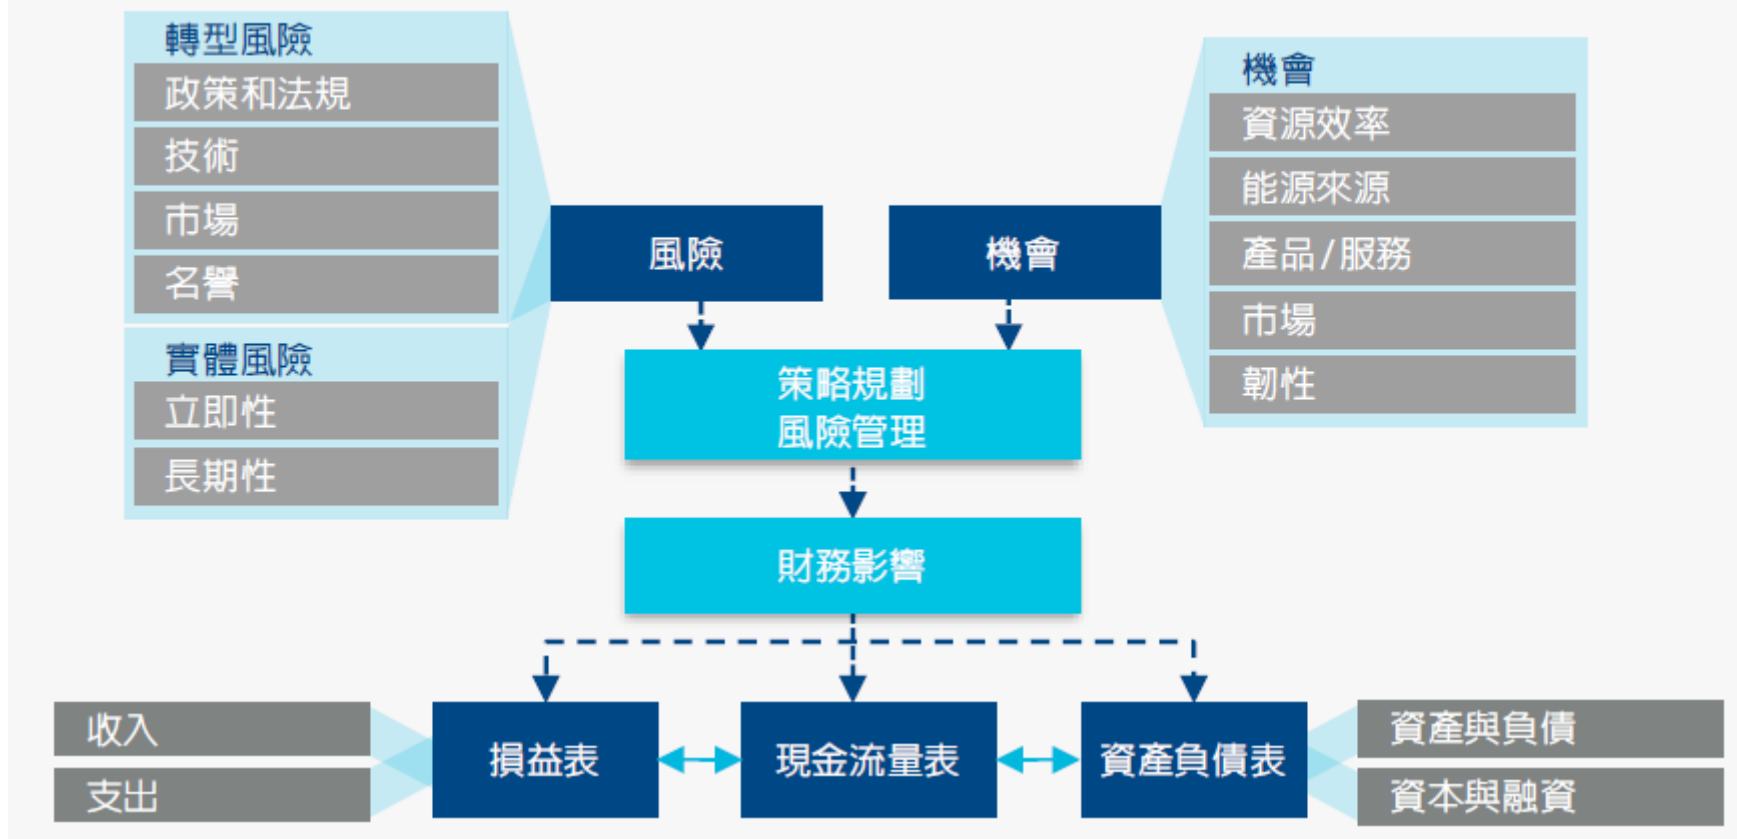 轉型風險
政策和法規
技術
市場
名譽
實體風險
立即性
長期性
風險
機會
機會
資源效率
能源來源
產品/服務
市場
韌性
策略規劃
風險管理
財務影響
收入
支出
損益表
現金流量表
資產負債表
資產與負債
資本與融資